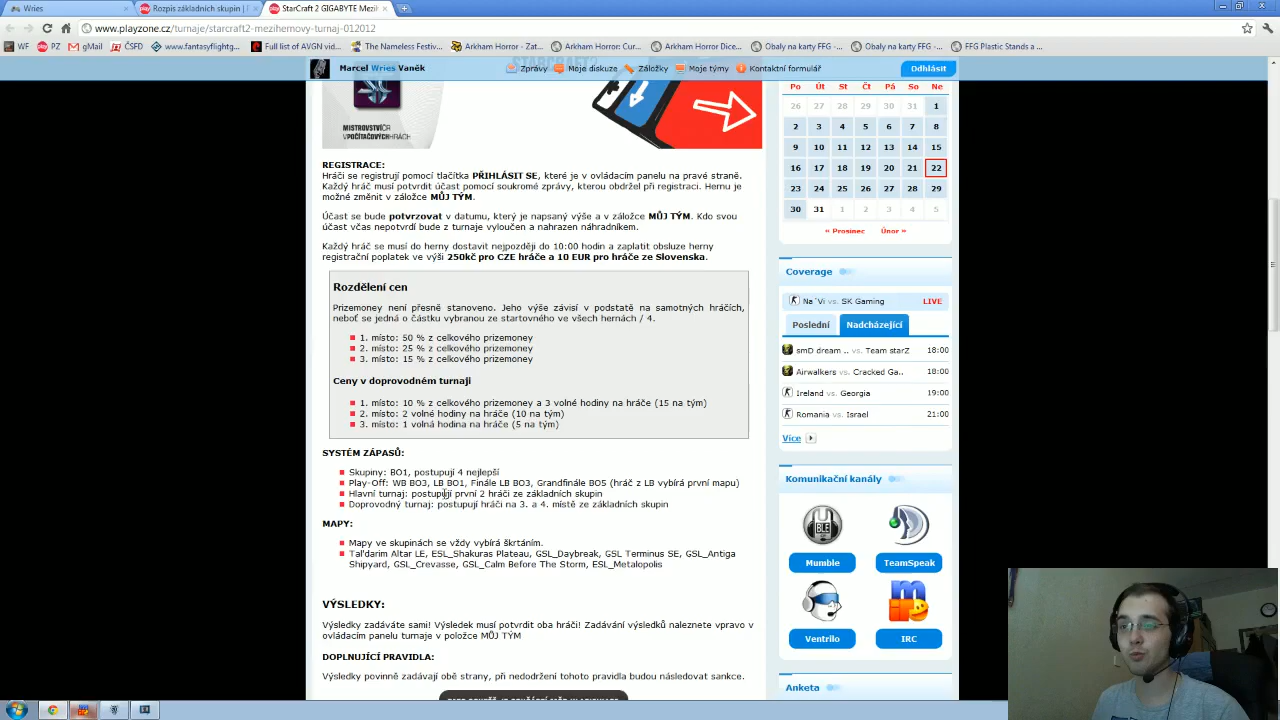 Wries
Rozpis základních skupin | P
StarCraft 2 GIGABYTE Mezih
www.playzone.cz/turnaje/starcraft2-mezihernovy-turnaj-012012
WF
PZ
gMail
ČSFD
www.fantasyflightg...
Full list of AVGN vid...
The Nameless Festiv...
Arkham Horror - Zat...
Arkham Horror: Cur...
Arkham Horror Dice...
Obaly na karty FFG -...
Obaly na karty FFG -...
FFG Plastic Stands a ...
Marcel Wries Vaněk
Zprávy
Moje diskuze
Záložky
Moje týmy
Kontaktní formulář
Odhlásit
MISTROVSTVÍ ČR
V POČÍTAČOVÝCH HRÁCH
REGISTRACE:
Hráči se registrují pomocí tlačítka PŘIHLÁSIT SE, které je v ovládacím panelu na pravé straně.
Každý hráč musí potvrdit účast pomocí soukromé zprávy, kterou obdržel při registraci. Hernu je
možné změnit v záložce MŮJ TÝM.
Účast se bude potvrzovat v datumu, který je napsaný výše a v záložce MŮJ TÝM. Kdo svou
účast včas nepotvrdí bude z turnaje vyloučen a nahrazen náhradníkem.
Každý hráč se musí do herny dostavit nejpozději do 10:00 hodin a zaplatit obsluze herny
registrační poplatek ve výši 250kč pro CZE hráče a 10 EUR pro hráče ze Slovenska.
Rozdělení cen
Prizemoney není přesně stanoveno. Jeho výše závisí v podstatě na samotných hráčích,
neboť se jedná o částku vybranou ze startovného ve všech hernách / 4.
1. místo: 50 % z celkového prizemoney
2. místo: 25 % z celkového prizemoney
3. místo: 15 % z celkového prizemoney
Ceny v doprovodném turnaji
1. místo: 10 % z celkového prizemoney a 3 volné hodiny na hráče (15 na tým)
2. místo: 2 volné hodiny na hráče (10 na tým)
3. místo: 1 volná hodina na hráče (5 na tým)
SYSTÉM ZÁPASŮ:
Skupiny: BO1, postupují 4 nejlepší
Play-Off: WB BO3, LB BO1, Finále LB BO3, Grandfinále BO5 (hráč z LB vybírá první mapu)
Hlavní turnaj: postupují první 2 hráči ze základních skupin
Doprovodný turnaj: postupují hráči na 3. a 4. místě ze základních skupin
MAPY:
Mapy ve skupinách se vždy vybírá škrtáním.
Tal'darim Altar LE, ESL_Shakuras Plateau, GSL_Daybreak, GSL Terminus SE, GSL_Antiga
Shipyard, GSL_Crevasse, GSL_Calm Before The Storm, ESL_Metalopolis
VÝSLEDKY:
Výsledky zadáváte sami! Výsledek musí potvrdit oba hráči! Zadávání výsledků naleznete vpravo v
ovládacím panelu turnaje v položce MŮJ TÝM
DOPLNUJÍCÍ PRAVIDLA:
Výsledky povinně zadávají obě strany, při nedodržení tohoto pravidla budou následovat sankce.
Po Út St Čt Pá So Ne
26 27 28 29 30 31 1
2 3 4 5 6 7 8
9 10 11 12 13 14 15
16 17 18 19 20 21 22
23 24 25 26 27 28 29
30 31 1 2 3 4 5
« Prosinec Únor »
Coverage
Na´Vi vs. SK Gaming LIVE
Poslední Nadcházející
smD dream .. vs. Team starZ 18:00
Airwalkers vs. Cracked Ga.. 18:00
Ireland vs. Georgia 19:00
Romania vs. Israel 21:00
Více
Komunikační kanály
Mumble
TeamSpeak
Ventrilo
IRC
Anketa